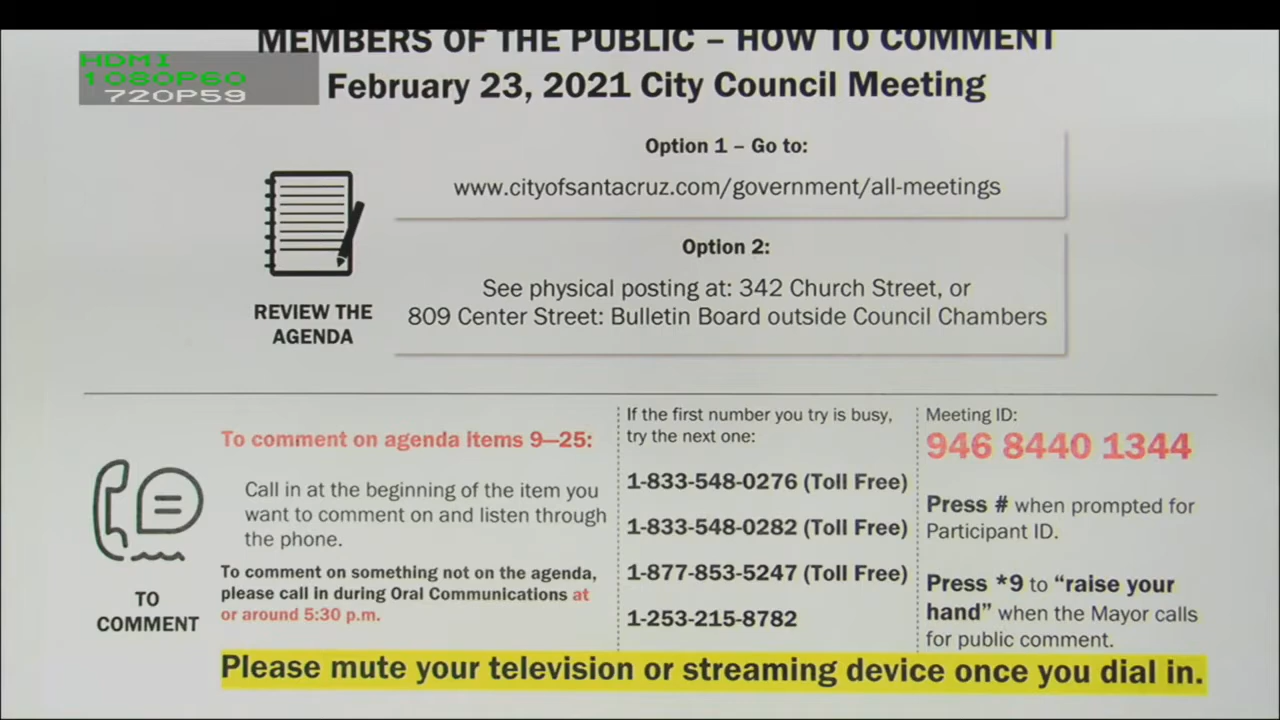 MEMBERS OF THE PUBLIC – HOW TO COMMENT
HDMI
1080P60
720P59
February 23, 2021 City Council Meeting
Option 1 – Go to:
www.cityofsantacruz.com/government/all-meetings
Option 2:
See physical posting at: 342 Church Street, or
809 Center Street: Bulletin Board outside Council Chambers
REVIEW THE
AGENDA
To comment on agenda items 9–25:
Call in at the beginning of the item you
want to comment on and listen through
the phone.
To comment on something not on the agenda,
please call in during Oral Communications at
or around 5:30 p.m.
TO
COMMENT
If the first number you try is busy,
try the next one:
1-833-548-0276 (Toll Free)
1-833-548-0282 (Toll Free)
1-877-853-5247 (Toll Free)
1-253-215-8782
Meeting ID:
946 8440 1344
Press # when prompted for
Participant ID.
Press *9 to “raise your
hand” when the Mayor calls
for public comment.
Please mute your television or streaming device once you dial in.